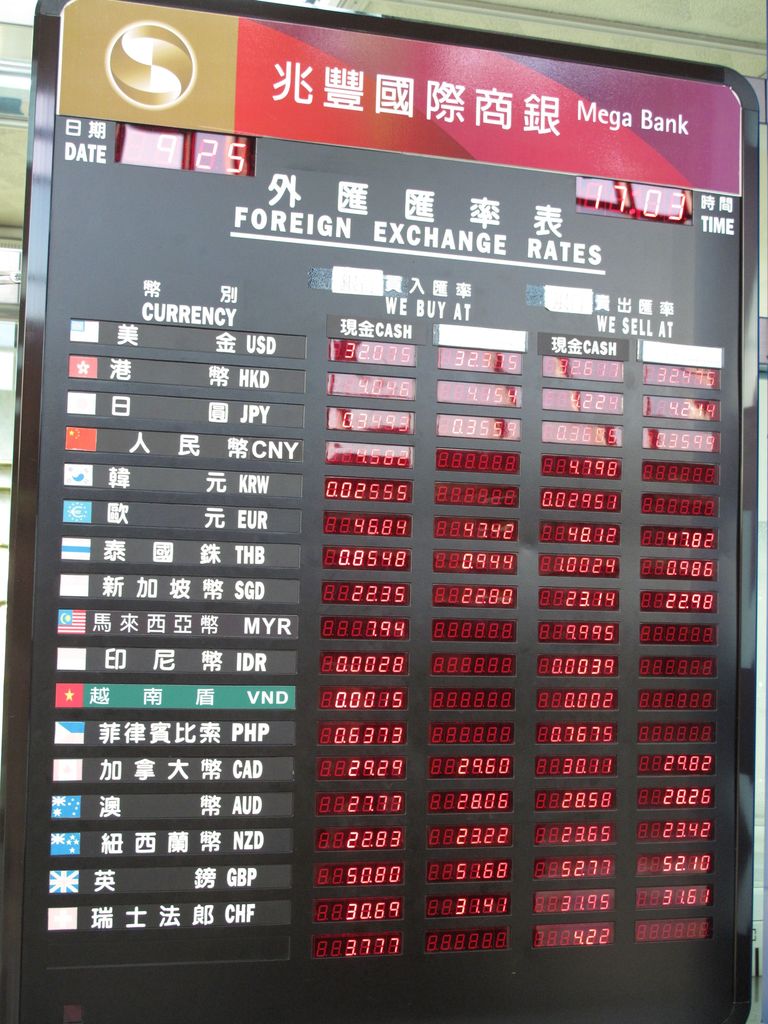 兆豐國際商銀 Mega Bank
日期 DATE 9 25
17:03 時間 TIME
外匯匯率表
FOREIGN EXCHANGE RATES
幣別 買入匯率 賣出匯率
CURRENCY WE BUY AT WE SELL AT
現金CASH 現金CASH
美金 USD 32.075 32.617 32.475
港幣 HKD 4.046 4.154 4.224 4.214
日圓 JPY 0.3493 0.3559 0.3599
人民幣 CNY 4.502 4.798
韓元 KRW 0.02555 0.02951
歐元 EUR 46.84 47.42 48.12 47.82
泰國銖 THB 0.8548 0.944 1.0024 0.986
新加坡幣 SGD 22.35 22.80 23.14 22.98
馬來西亞幣 MYR 7.94 9.995
印尼幣 IDR 0.0028 0.0039
越南盾 VND 0.0015 0.002
菲律賓比索 PHP 0.6373 0.7675
加拿大幣 CAD 29.29 29.60 30.11 29.82
澳幣 AUD 27.77 28.06 28.58 28.26
紐西蘭幣 NZD 22.83 23.22 23.65 23.42
英鎊 GBP 50.80 51.68 52.77 52.10
瑞士法郎 CHF 30.69 31.41 31.95 31.61
3.777 4.22